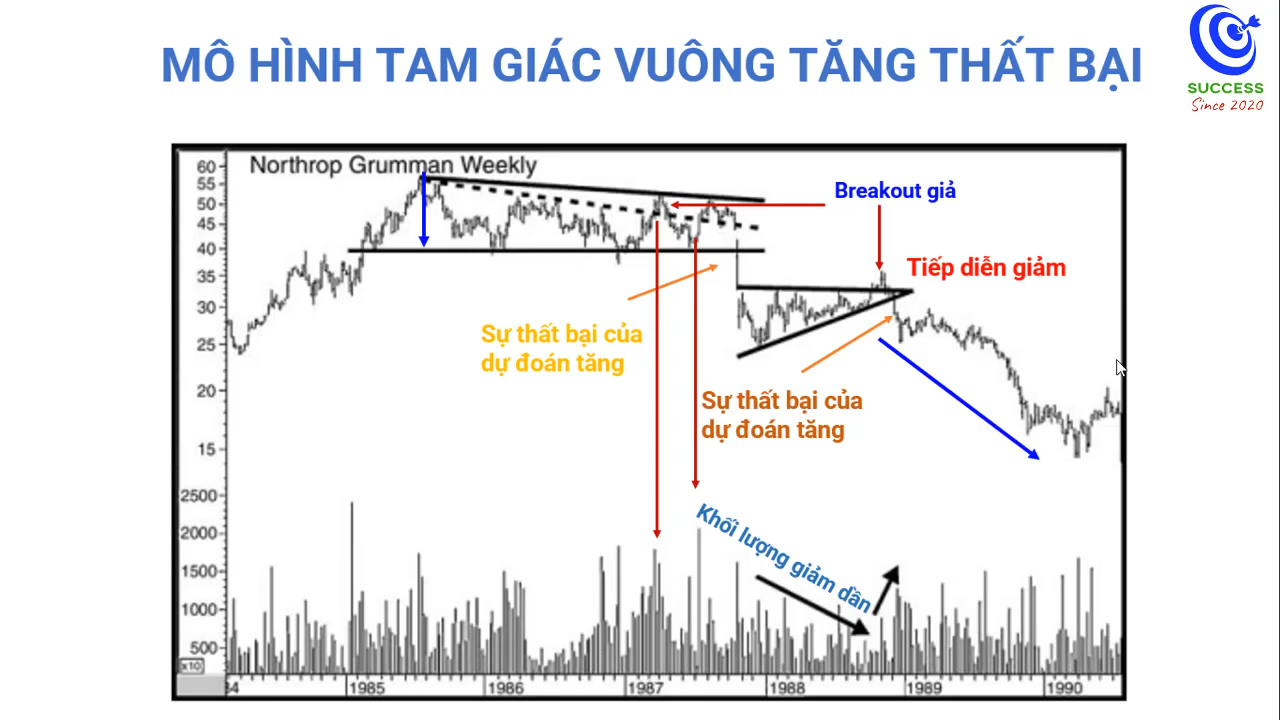 MÔ HÌNH TAM GIÁC VUÔNG TĂNG THẤT BẠI
SUCCESS
Since 2020
Northrop Grumman Weekly
60
55
50
45
40
35
30
25
20
15
2500
2000
1500
1000
500
x10
Breakout giả
Tiếp diễn giảm
Sự thất bại của
dự đoán tăng
Sự thất bại của
dự đoán tăng
Khối lượng giảm dần
34 1985 1986 1987 1988 1989 1990